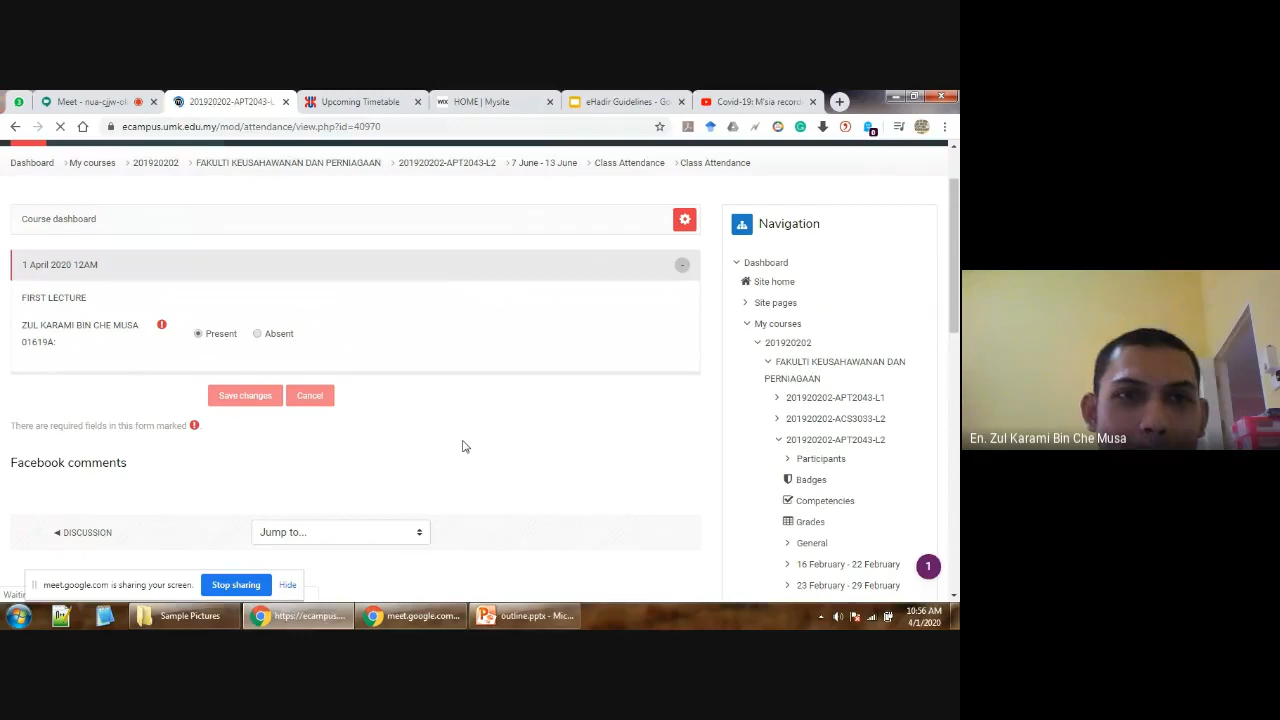 3
Meet - nua-cjjw-o
201920202-APT2043-L
Upcoming Timetable
WIX
HOME | Mysite
eHadir Guidelines - Go
Covid-19: M'sia record
ecampus.umk.edu.my/mod/attendance/view.php?id=40970
0
Dashboard
My courses
201920202
FAKULTI KEUSAHAWANAN DAN PERNIAGAAN
201920202-APT2043-L2
7 June - 13 June
Class Attendance
Class Attendance
Course dashboard
1 April 2020 12AM
FIRST LECTURE
ZUL KARAMI BIN CHE MUSA
01619A:
Present
Absent
Save changes
Cancel
There are required fields in this form marked
Facebook comments
◄ DISCUSSION
Jump to...
Navigation
Dashboard
Site home
Site pages
My courses
201920202
FAKULTI KEUSAHAWANAN DAN
PERNIAGAAN
201920202-APT2043-L1
201920202-ACS3033-L2
201920202-APT2043-L2
Participants
Badges
Competencies
Grades
General
16 February - 22 February
23 February - 29 February
1
meet.google.com is sharing your screen.
Stop sharing
Hide
Waitin
Sample Pictures
https://ecampus....
meet.google.com...
outline.pptx - Mic...
10:56 AM
4/1/2020
En. Zul Karami Bin Che Musa